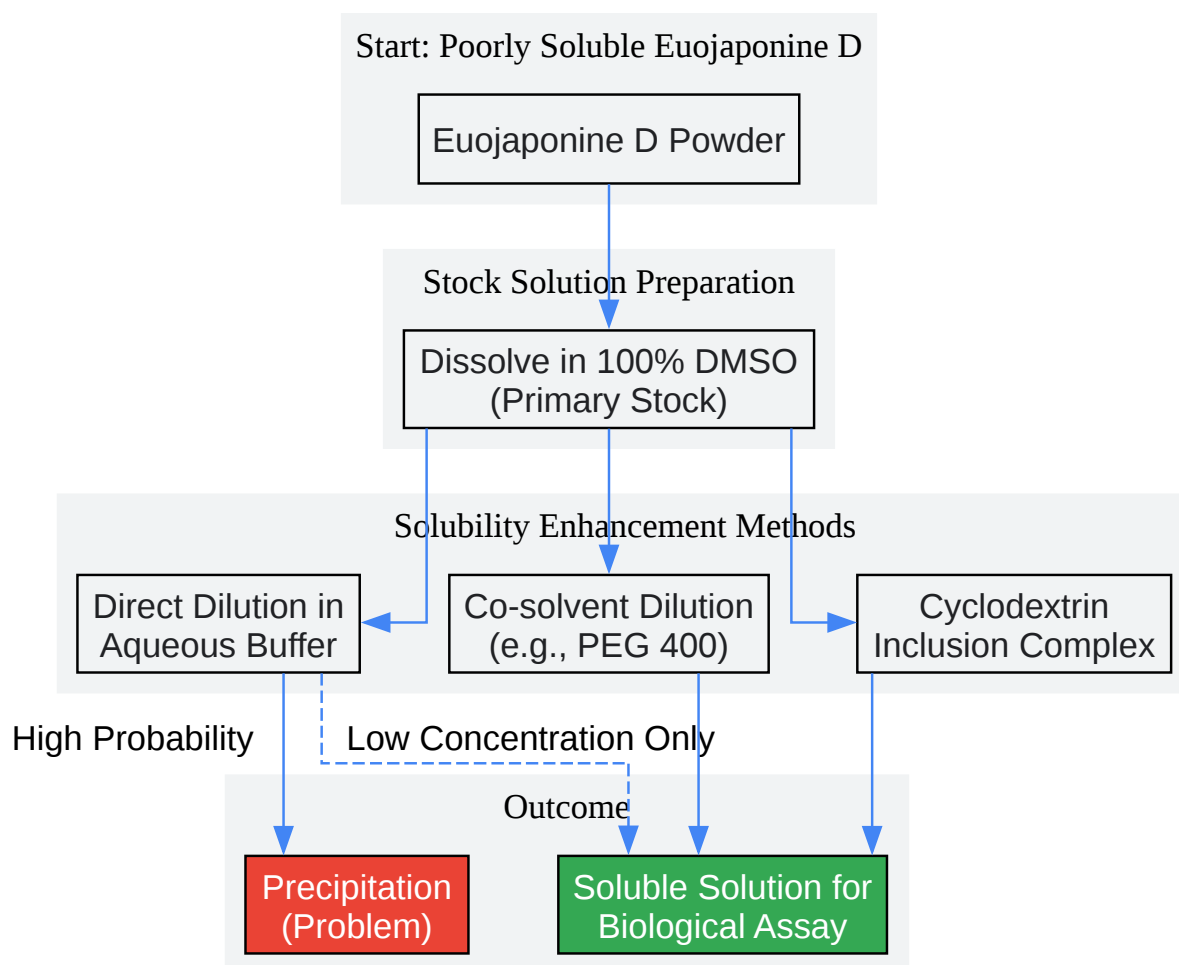 Start: Poorly Soluble Euojaponine D
Euojaponine D Powder
Stock Solution Preparation
Dissolve in 100% DMSO
(Primary Stock)
Solubility Enhancement Methods
Direct Dilution in
Aqueous Buffer
Co-solvent Dilution
(e.g., PEG 400)
Cyclodextrin
Inclusion Complex
High Probability
Low Concentration Only
Outcome
Precipitation
(Problem)
Soluble Solution for
Biological Assay